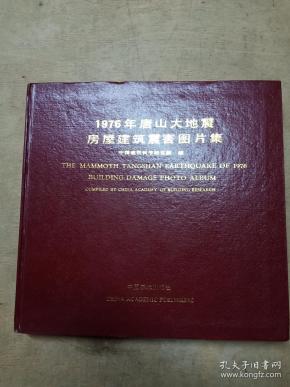 1976年唐山大地震
房屋建筑震害图片集
中国建筑科学研究院 编
THE MAMMOTH TANGSHAN EARTHQUAKE OF 1976
BUILDING DAMAGE PHOTO ALBUM
COMPILED BY CHINA ACADEMY OF BUILDING RESEARCH
中国学术出版社
CHINA ACADEMIC PUBLISHERS
孔夫子旧书网